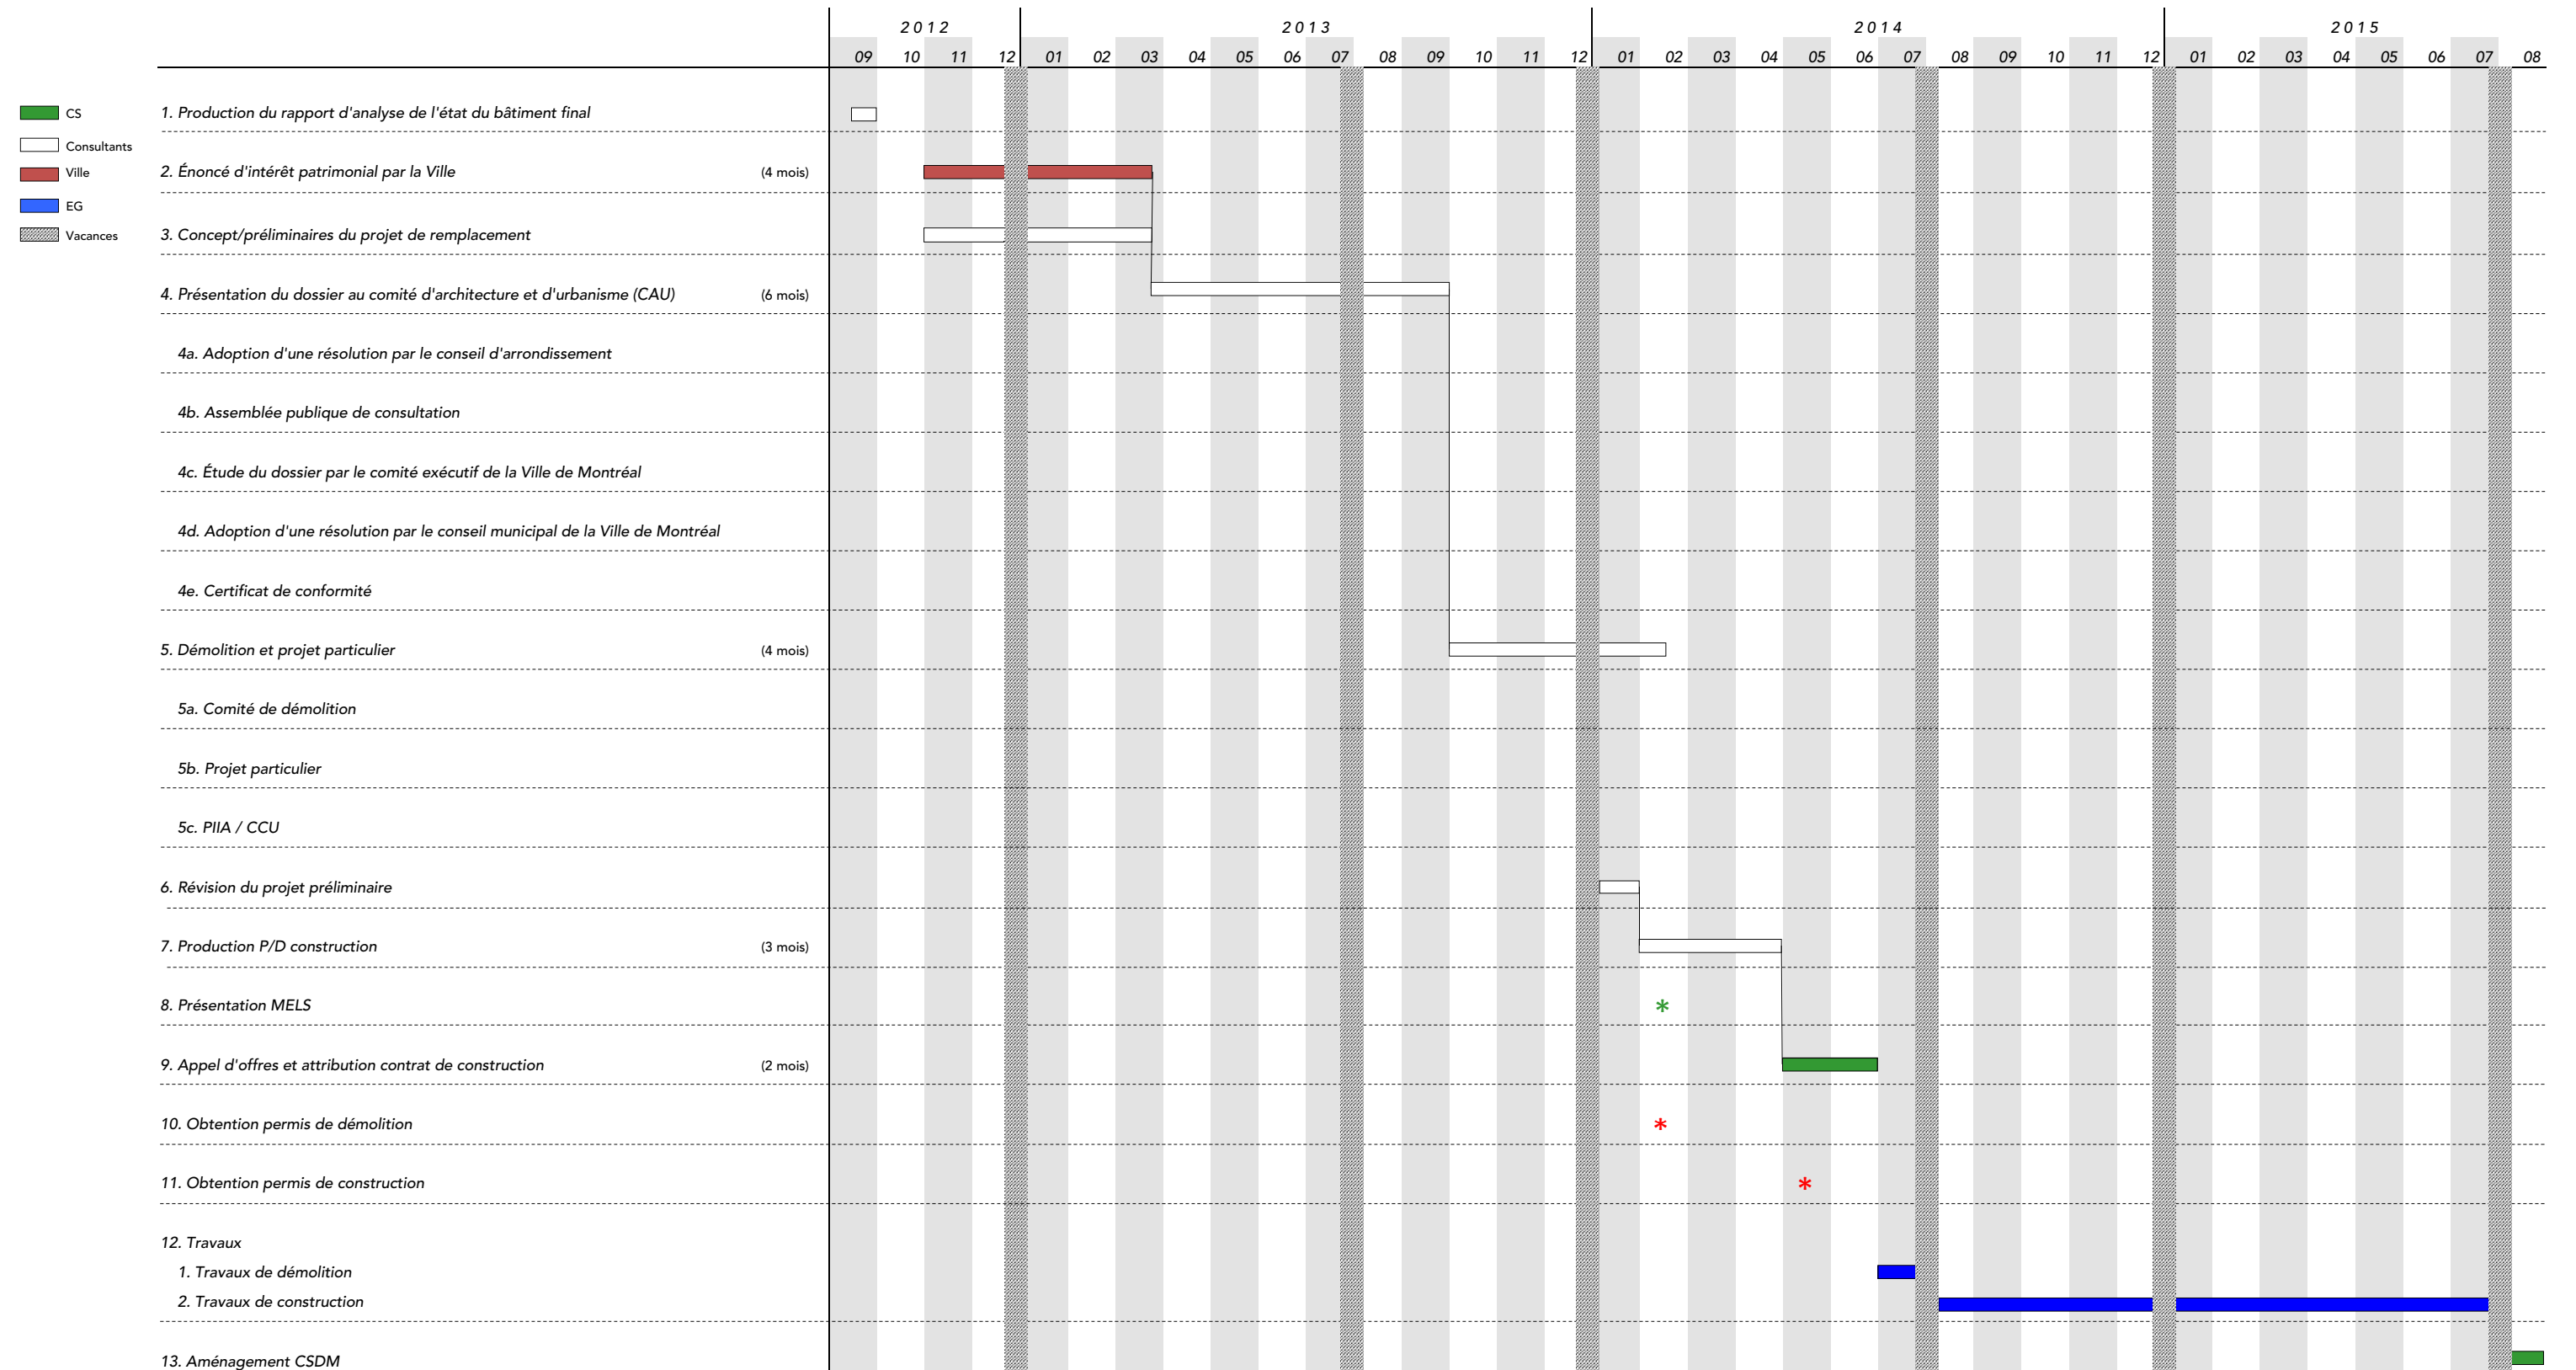 2012 2013 2014 2015
09 10 11 12 01 02 03 04 05 06 07 08 09 10 11 12 01 02 03 04 05 06 07 08 09 10 11 12 01 02 03 04 05 06 07 08
CS
Consultants
Ville
EG
Vacances
1. Production du rapport d'analyse de l'état du bâtiment final
2. Énoncé d'intérêt patrimonial par la Ville (4 mois)
3. Concept/préliminaires du projet de remplacement
4. Présentation du dossier au comité d'architecture et d'urbanisme (CAU) (6 mois)
4a. Adoption d'une résolution par le conseil d'arrondissement
4b. Assemblée publique de consultation
4c. Étude du dossier par le comité exécutif de la Ville de Montréal
4d. Adoption d'une résolution par le conseil municipal de la Ville de Montréal
4e. Certificat de conformité
5. Démolition et projet particulier (4 mois)
5a. Comité de démolition
5b. Projet particulier
5c. PIIA / CCU
6. Révision du projet préliminaire
7. Production P/D construction (3 mois)
8. Présentation MELS *
9. Appel d'offres et attribution contrat de construction (2 mois)
10. Obtention permis de démolition *
11. Obtention permis de construction *
12. Travaux
1. Travaux de démolition
2. Travaux de construction
13. Aménagement CSDM